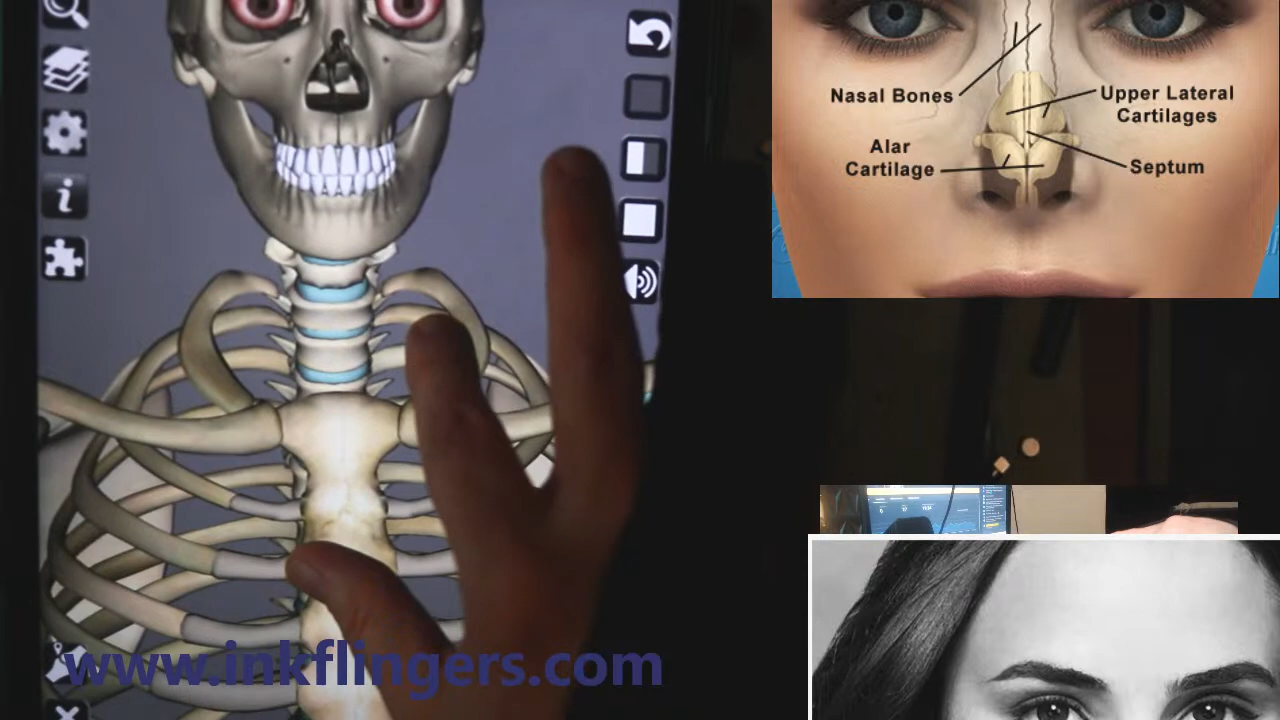 Nasal Bones
Upper Lateral
Cartilages
Alar
Cartilage
Septum
www.inkflingers.com